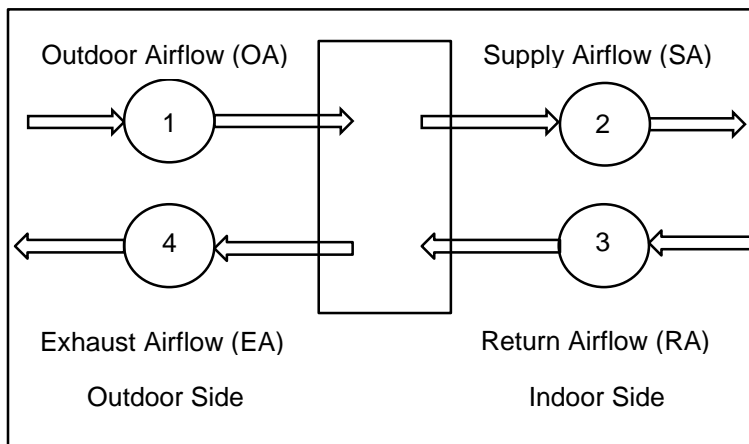 Outdoor Airflow (OA)
Supply Airflow (SA)
1
2
4
3
Exhaust Airflow (EA)
Return Airflow (RA)
Outdoor Side
Indoor Side